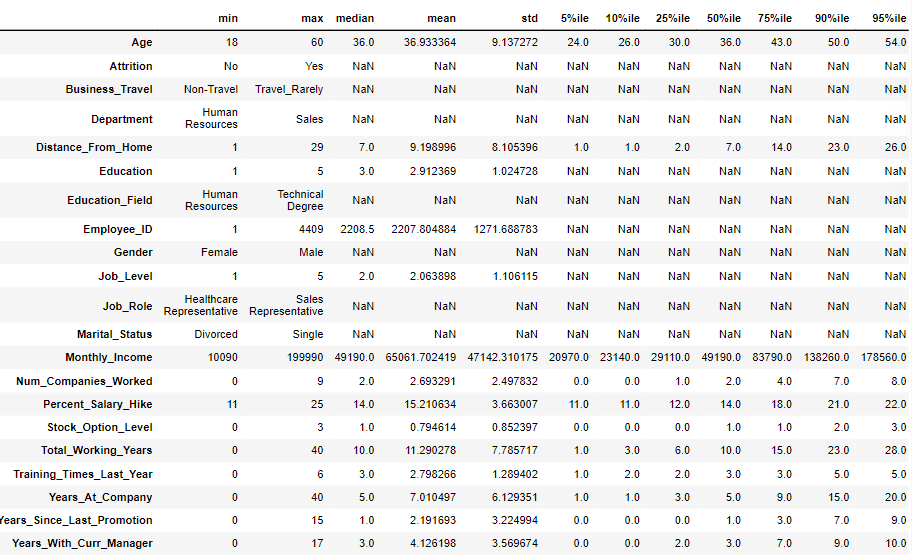 min max median mean std 5%ile 10%ile 25%ile 50%ile 75%ile 90%ile 95%ile
Age 18 60 36.0 36.933364 9.137272 24.0 26.0 30.0 36.0 43.0 50.0 54.0
Attrition No Yes NaN NaN NaN NaN NaN NaN NaN NaN NaN NaN
Business_Travel Non-Travel Travel_Rarely NaN NaN NaN NaN NaN NaN NaN NaN NaN NaN
Department Human Resources Sales NaN NaN NaN NaN NaN NaN NaN NaN NaN NaN
Distance_From_Home 1 29 7.0 9.198996 8.105396 1.0 1.0 2.0 7.0 14.0 23.0 26.0
Education 1 5 3.0 2.912369 1.024728 1.0 1.0 2.0 3.0 4.0 4.0 4.0
Education_Field Human Resources Technical Degree NaN NaN NaN NaN NaN NaN NaN NaN NaN NaN
Employee_ID 1 4409 2208.5 2207.804884 1271.688783 NaN NaN NaN NaN NaN NaN NaN
Gender Female Male NaN NaN NaN NaN NaN NaN NaN NaN NaN NaN
Job_Level 1 5 2.0 2.063898 1.106115 NaN NaN NaN NaN NaN NaN NaN
Job_Role Healthcare Representative Sales Representative NaN NaN NaN NaN NaN NaN NaN NaN NaN NaN
Marital_Status Divorced Single NaN NaN NaN NaN NaN NaN NaN NaN NaN NaN
Monthly_Income 10090 199990 49190.0 65061.702419 47142.310175 20970.0 23140.0 29110.0 49190.0 83790.0 138260.0 178560.0
Num_Companies_Worked 0 9 2.0 2.693291 2.497832 0.0 0.0 1.0 2.0 4.0 7.0 8.0
Percent_Salary_Hike 11 25 14.0 15.210634 3.663007 11.0 11.0 12.0 14.0 18.0 21.0 22.0
Stock_Option_Level 0 3 1.0 0.794614 0.852397 0.0 0.0 0.0 1.0 1.0 2.0 3.0
Total_Working_Years 0 40 10.0 11.290278 7.785717 1.0 3.0 6.0 10.0 15.0 23.0 28.0
Training_Times_Last_Year 0 6 3.0 2.798266 1.289402 1.0 2.0 2.0 3.0 3.0 5.0 5.0
Years_At_Company 0 40 5.0 7.010497 6.129351 1.0 1.0 3.0 5.0 9.0 15.0 20.0
Years_Since_Last_Promotion 0 15 1.0 2.191693 3.224994 0.0 0.0 0.0 1.0 3.0 7.0 9.0
Years_With_Curr_Manager 0 17 3.0 4.126198 3.569674 0.0 0.0 2.0 3.0 7.0 9.0 10.0